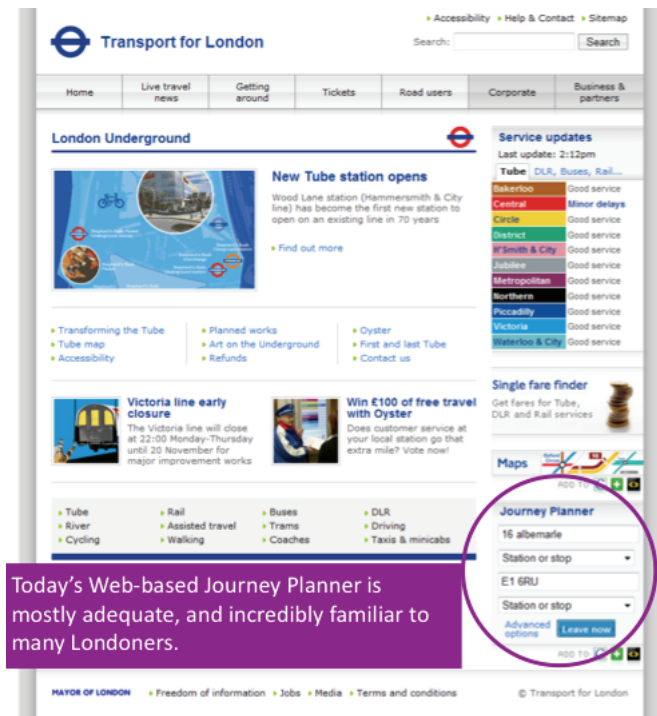 Accessibility Help & Contact Sitemap
Transport for London
Search:
Search
Home
Live travel news
Getting around
Tickets
Road users
Corporate
Business & partners
London Underground
New Tube station opens
Wood Lane station (Hammersmith & City
line) has become the first new station to
open on an existing line in 70 years
Find out more
Transforming the Tube
Planned works
Oyster
Tube map
Art on the Underground
First and last Tube
Accessibility
Refunds
Contact us
Victoria line early
closure
The Victoria line will close
at 22:00 Monday-Thursday
until 20 November for
major improvement works
Win £100 of free travel
with Oyster
Does customer service at
your local station go that
extra mile? Vote now!
Tube
Rail
Buses
DLR
River
Assisted travel
Trams
Driving
Cycling
Walking
Coaches
Taxis & minicabs
Service updates
Last update: 2:12pm
Tube DLR, Buses, Rail...
Bakerloo Good service
Central Minor delays
Circle Good service
District Good service
H'Smith & City Good service
Jubilee Good service
Metropolitan Good service
Northern Good service
Piccadilly Good service
Victoria Good service
Waterloo & City Good service
Single fare finder
Get fares for Tube,
DLR and Rail services
Maps
ADD TO
Journey Planner
16 albemarle
Station or stop
E1 6RU
Station or stop
Advanced
options
Leave now
ADD TO
Today's Web-based Journey Planner is
mostly adequate, and incredibly familiar to
many Londoners.
MAYOR OF LONDON Freedom of information Jobs Media Terms and conditions © Transport for London